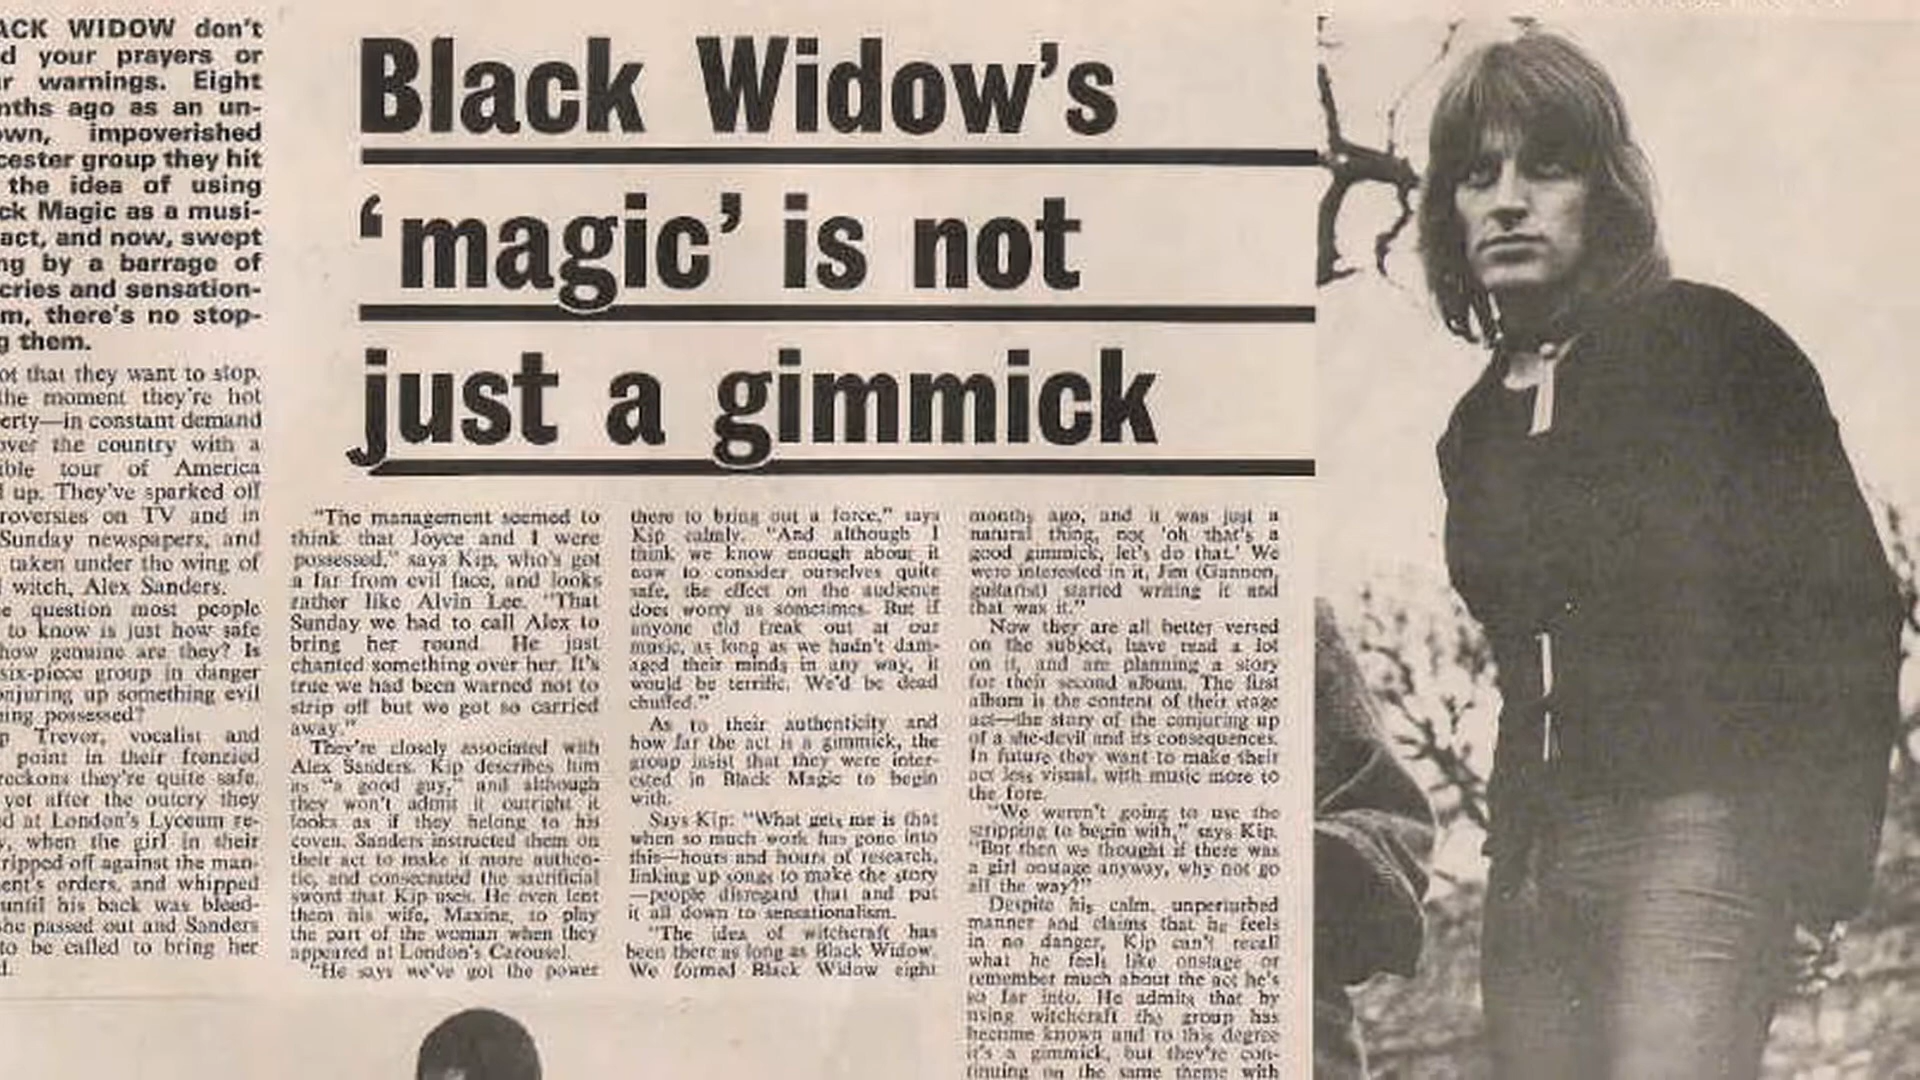 ACK WIDOW don't
d your prayers or
r warnings. Eight
nths ago as an un-
own, impoverished
cester group they hit
the idea of using
ck Magic as a musi-
act, and now, swept
ng by a barrage of
cries and sensation-
m, there's no stop-
g them.
ot that they want to stop.
the moment they're hot
erty—in constant demand
over the country with a
ible tour of America
up. They've sparked off
roversies on TV and in
Sunday newspapers, and
taken under the wing of
witch, Alex Sanders.
e question most people
to know is just how safe
how genuine are they? Is
six-piece group in danger
onjuring up something evil
ing possessed?
p Trevor, vocalist and
point in their frenzied
reckons they're quite safe.
yet after the outcry they
d at London's Lyceum re-
y, when the girl in their
ripped off against the man-
ent's orders, and whipped
until his back was bleed-
he passed out and Sanders
to be called to bring her
d.
Black Widow's
'magic' is not
just a gimmick
"The management seemed to
think that Joyce and I were
possessed," says Kip, who's got
a far from evil face, and looks
rather like Alvin Lee. "That
Sunday we had to call Alex to
bring her round He just
chanted something over her. It's
true we had been warned not to
strip off but we got so carried
away."
They're closely associated with
Alex Sanders. Kip describes him
as "a good guy," and although
they won't admit it outright it
looks as if they belong to his
coven. Sanders instructed them on
their act to make it more authen-
tic, and consecrated the sacrificial
sword that Kip uses. He even lent
them his wife, Maxine, to play
the part of the woman when they
appeared at London's Carousel.
"He says we've got the power
there to bring out a force," says
Kip calmly. "And although I
think we know enough about it
now to consider ourselves quite
safe, the effect on the audience
does worry us sometimes. But if
anyone did freak out at our
music, as long as we hadn't dam-
aged their minds in any way, it
would be terrific. We'd be dead
chuffed."
As to their authenticity and
how far the act is a gimmick, the
group insist that they were inter-
ested in Black Magic to begin
with.
Says Kip: "What gets me is that
when so much work has gone into
this—hours and hours of research,
linking up songs to make the story
—people disregard that and put
it all down to sensationalism.
"The idea of witchcraft has
been there as long as Black Widow.
We formed Black Widow eight
months ago, and it was just a
natural thing, not 'oh that's a
good gimmick, let's do that.' We
were interested in it, Jim (Gannon,
guitarist) started writing it and
that was it."
Now they are all better versed
on the subject, have read a lot
on it, and are planning a story
for their second album. The first
album is the content of their stage
act—the story of the conjuring up
of a she-devil and its consequences.
In future they want to make their
act less visual, with music more to
the fore.
"We weren't going to use the
stripping to begin with," says Kip.
"But then we thought if there was
a girl onstage anyway, why not go
all the way?"
Despite his calm, unperturbed
manner and claims that he feels
in no danger, Kip can't recall
what he feels like onstage or
remember much about the act he's
so far into. He admits that by
using witchcraft the group has
become known and to this degree
it's a gimmick, but they're con-
tinuing on the same theme with